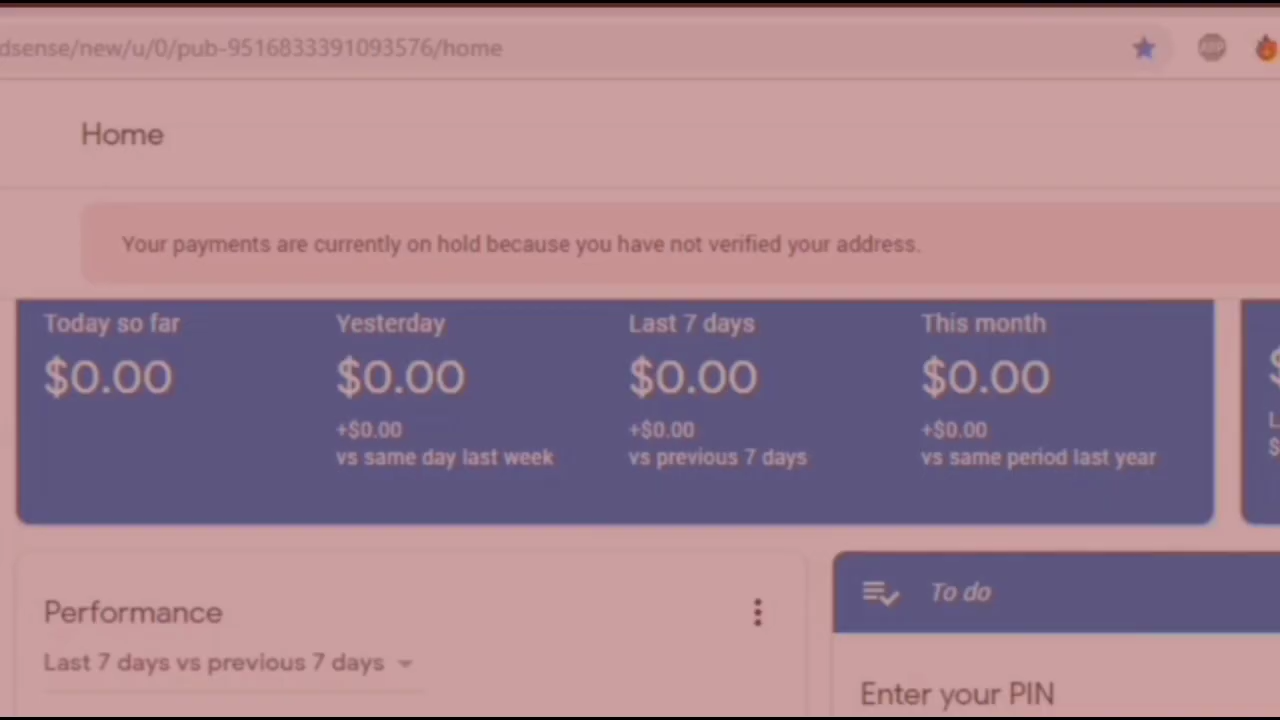 dsense/new/u/0/pub-9516833391093576/home
Home
Your payments are currently on hold because you have not verified your address.
Today so far
Yesterday
Last 7 days
This month
$0.00
$0.00
$0.00
$0.00
+$0.00
+$0.00
+$0.00
vs same day last week
vs previous 7 days
vs same period last year
Performance
To do
Last 7 days vs previous 7 days
Enter your PIN